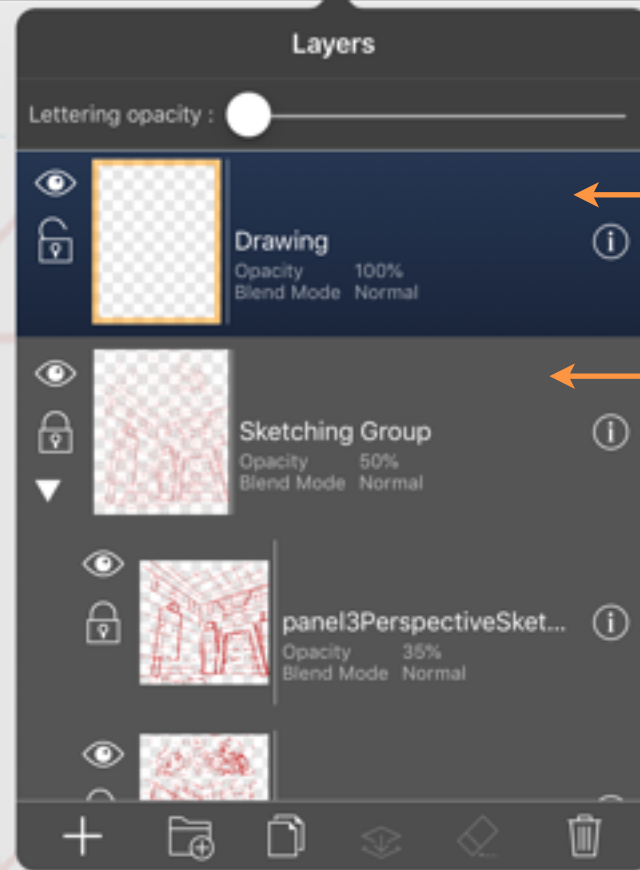 Layers
Lettering opacity :
Drawing
Opacity 100%
Blend Mode Normal
Sketching Group
Opacity 50%
Blend Mode Normal
panel3PerspectiveSket...
Opacity 35%
Blend Mode Normal